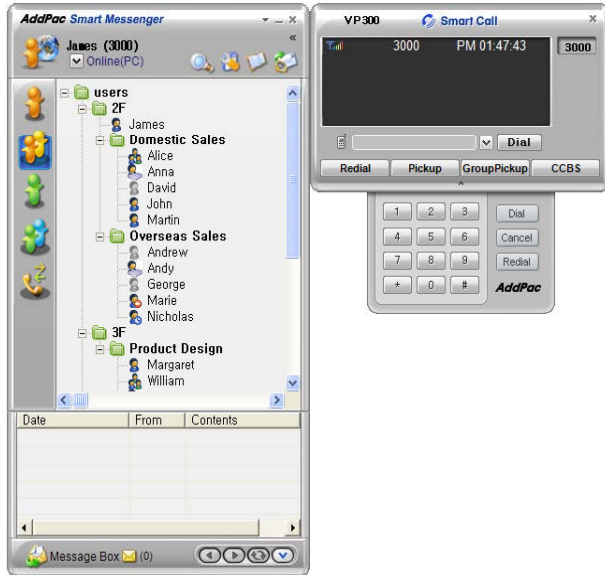 AddPac Smart Messenger
James (3000)
Online(PC)
users
2F
James
Domestic Sales
Alice
Anna
David
John
Martin
Overseas Sales
Andrew
Andy
George
Marie
Nicholas
3F
Product Design
Margaret
William
Date From Contents
Message Box (0)
VP300 Smart Call
3000 PM 01:47:43 3000
Dial
Redial Pickup GroupPickup CCBS
1 2 3 Dial
4 5 6 Cancel
7 8 9 Redial
* 0 # AddPac